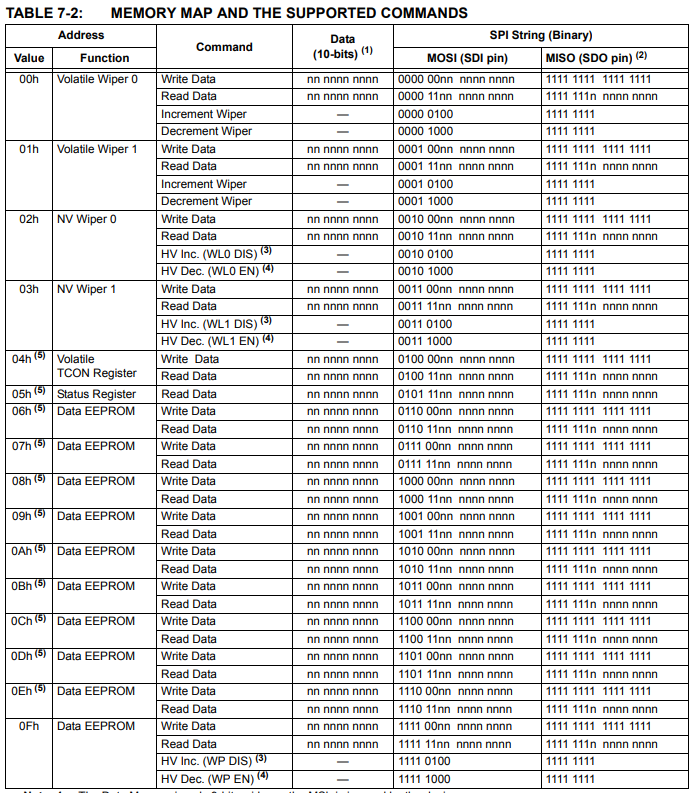 TABLE 7-2: MEMORY MAP AND THE SUPPORTED COMMANDS
Address Command Data (10-bits) (1) SPI String (Binary)
Value Function MOSI (SDI pin) MISO (SDO pin) (2)
00h Volatile Wiper 0 Write Data nn nnnn nnnn 0000 00nn nnnn nnnn 1111 1111 1111 1111
Read Data nn nnnn nnnn 0000 11nn nnnn nnnn 1111 111n nnnn nnnn
Increment Wiper — 0000 0100 1111 1111
Decrement Wiper — 0000 1000 1111 1111
01h Volatile Wiper 1 Write Data nn nnnn nnnn 0001 00nn nnnn nnnn 1111 1111 1111 1111
Read Data nn nnnn nnnn 0001 11nn nnnn nnnn 1111 111n nnnn nnnn
Increment Wiper — 0001 0100 1111 1111
Decrement Wiper — 0001 1000 1111 1111
02h NV Wiper 0 Write Data nn nnnn nnnn 0010 00nn nnnn nnnn 1111 1111 1111 1111
Read Data nn nnnn nnnn 0010 11nn nnnn nnnn 1111 111n nnnn nnnn
HV Inc. (WL0 DIS) (3) — 0010 0100 1111 1111
HV Dec. (WL0 EN) (4) — 0010 1000 1111 1111
03h NV Wiper 1 Write Data nn nnnn nnnn 0011 00nn nnnn nnnn 1111 1111 1111 1111
Read Data nn nnnn nnnn 0011 11nn nnnn nnnn 1111 111n nnnn nnnn
HV Inc. (WL1 DIS) (3) — 0011 0100 1111 1111
HV Dec. (WL1 EN) (4) — 0011 1000 1111 1111
04h (5) Volatile Write Data nn nnnn nnnn 0100 00nn nnnn nnnn 1111 1111 1111 1111
TCON Register Read Data nn nnnn nnnn 0100 11nn nnnn nnnn 1111 111n nnnn nnnn
05h (5) Status Register Read Data nn nnnn nnnn 0101 11nn nnnn nnnn 1111 111n nnnn nnnn
06h (5) Data EEPROM Write Data nn nnnn nnnn 0110 00nn nnnn nnnn 1111 1111 1111 1111
Read Data nn nnnn nnnn 0110 11nn nnnn nnnn 1111 111n nnnn nnnn
07h (5) Data EEPROM Write Data nn nnnn nnnn 0111 00nn nnnn nnnn 1111 1111 1111 1111
Read Data nn nnnn nnnn 0111 11nn nnnn nnnn 1111 111n nnnn nnnn
08h (5) Data EEPROM Write Data nn nnnn nnnn 1000 00nn nnnn nnnn 1111 1111 1111 1111
Read Data nn nnnn nnnn 1000 11nn nnnn nnnn 1111 111n nnnn nnnn
09h (5) Data EEPROM Write Data nn nnnn nnnn 1001 00nn nnnn nnnn 1111 1111 1111 1111
Read Data nn nnnn nnnn 1001 11nn nnnn nnnn 1111 111n nnnn nnnn
0Ah (5) Data EEPROM Write Data nn nnnn nnnn 1010 00nn nnnn nnnn 1111 1111 1111 1111
Read Data nn nnnn nnnn 1010 11nn nnnn nnnn 1111 111n nnnn nnnn
0Bh (5) Data EEPROM Write Data nn nnnn nnnn 1011 00nn nnnn nnnn 1111 1111 1111 1111
Read Data nn nnnn nnnn 1011 11nn nnnn nnnn 1111 111n nnnn nnnn
0Ch (5) Data EEPROM Write Data nn nnnn nnnn 1100 00nn nnnn nnnn 1111 1111 1111 1111
Read Data nn nnnn nnnn 1100 11nn nnnn nnnn 1111 111n nnnn nnnn
0Dh (5) Data EEPROM Write Data nn nnnn nnnn 1101 00nn nnnn nnnn 1111 1111 1111 1111
Read Data nn nnnn nnnn 1101 11nn nnnn nnnn 1111 111n nnnn nnnn
0Eh (5) Data EEPROM Write Data nn nnnn nnnn 1110 00nn nnnn nnnn 1111 1111 1111 1111
Read Data nn nnnn nnnn 1110 11nn nnnn nnnn 1111 111n nnnn nnnn
0Fh Data EEPROM Write Data nn nnnn nnnn 1111 00nn nnnn nnnn 1111 1111 1111 1111
Read Data nn nnnn nnnn 1111 11nn nnnn nnnn 1111 111n nnnn nnnn
HV Inc. (WP DIS) (3) — 1111 0100 1111 1111
HV Dec. (WP EN) (4) — 1111 1000 1111 1111